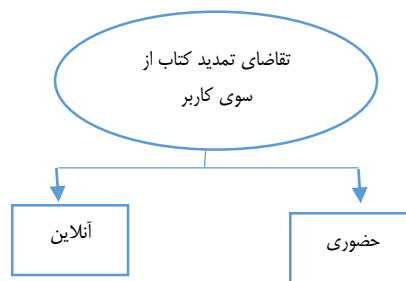 تقاضای تمدید کتاب از
سوی کاربر
حضوری
آنلاین